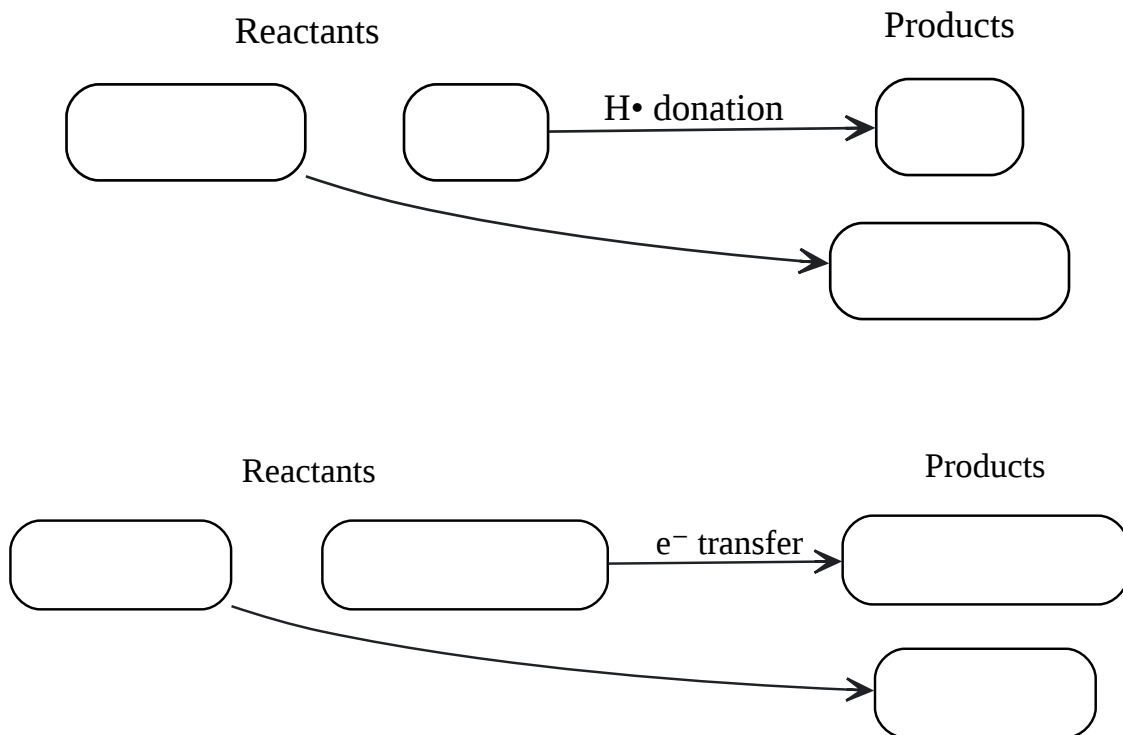 Reactants
Products
H• donation
Reactants
Products
e⁻ transfer